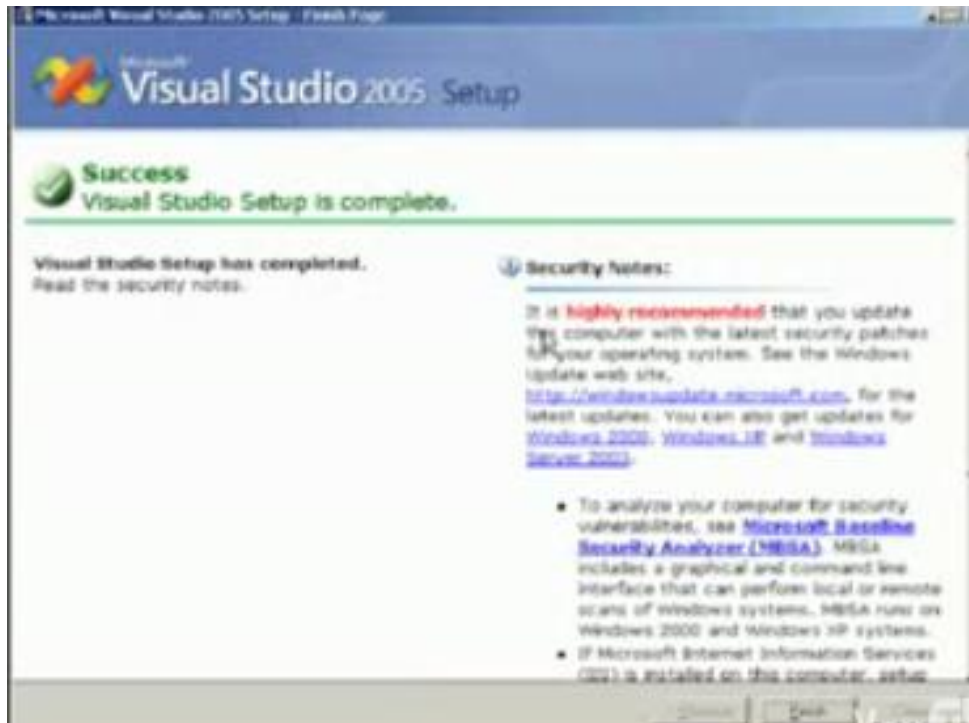 Microsoft Visual Studio 2005 Setup - Finish Page
Microsoft
Visual Studio 2005 Setup
Success
Visual Studio Setup is complete.
Visual Studio Setup has completed.
Read the security notes.
Security Notes:
It is highly recommended that you update
this computer with the latest security patches
for your operating system. See the Windows
Update web site,
http://windowsupdate.microsoft.com, for the
latest updates. You can also get updates for
Windows 2000, Windows XP and Windows
Server 2003.
• To analyze your computer for security
vulnerabilities, see Microsoft Baseline
Security Analyzer (MBSA). MBSA
includes a graphical and command line
interface that can perform local or remote
scans of Windows systems. MBSA runs on
Windows 2000 and Windows XP systems.
• If Microsoft Internet Information Services
(IIS) is installed on this computer, setup
Finish